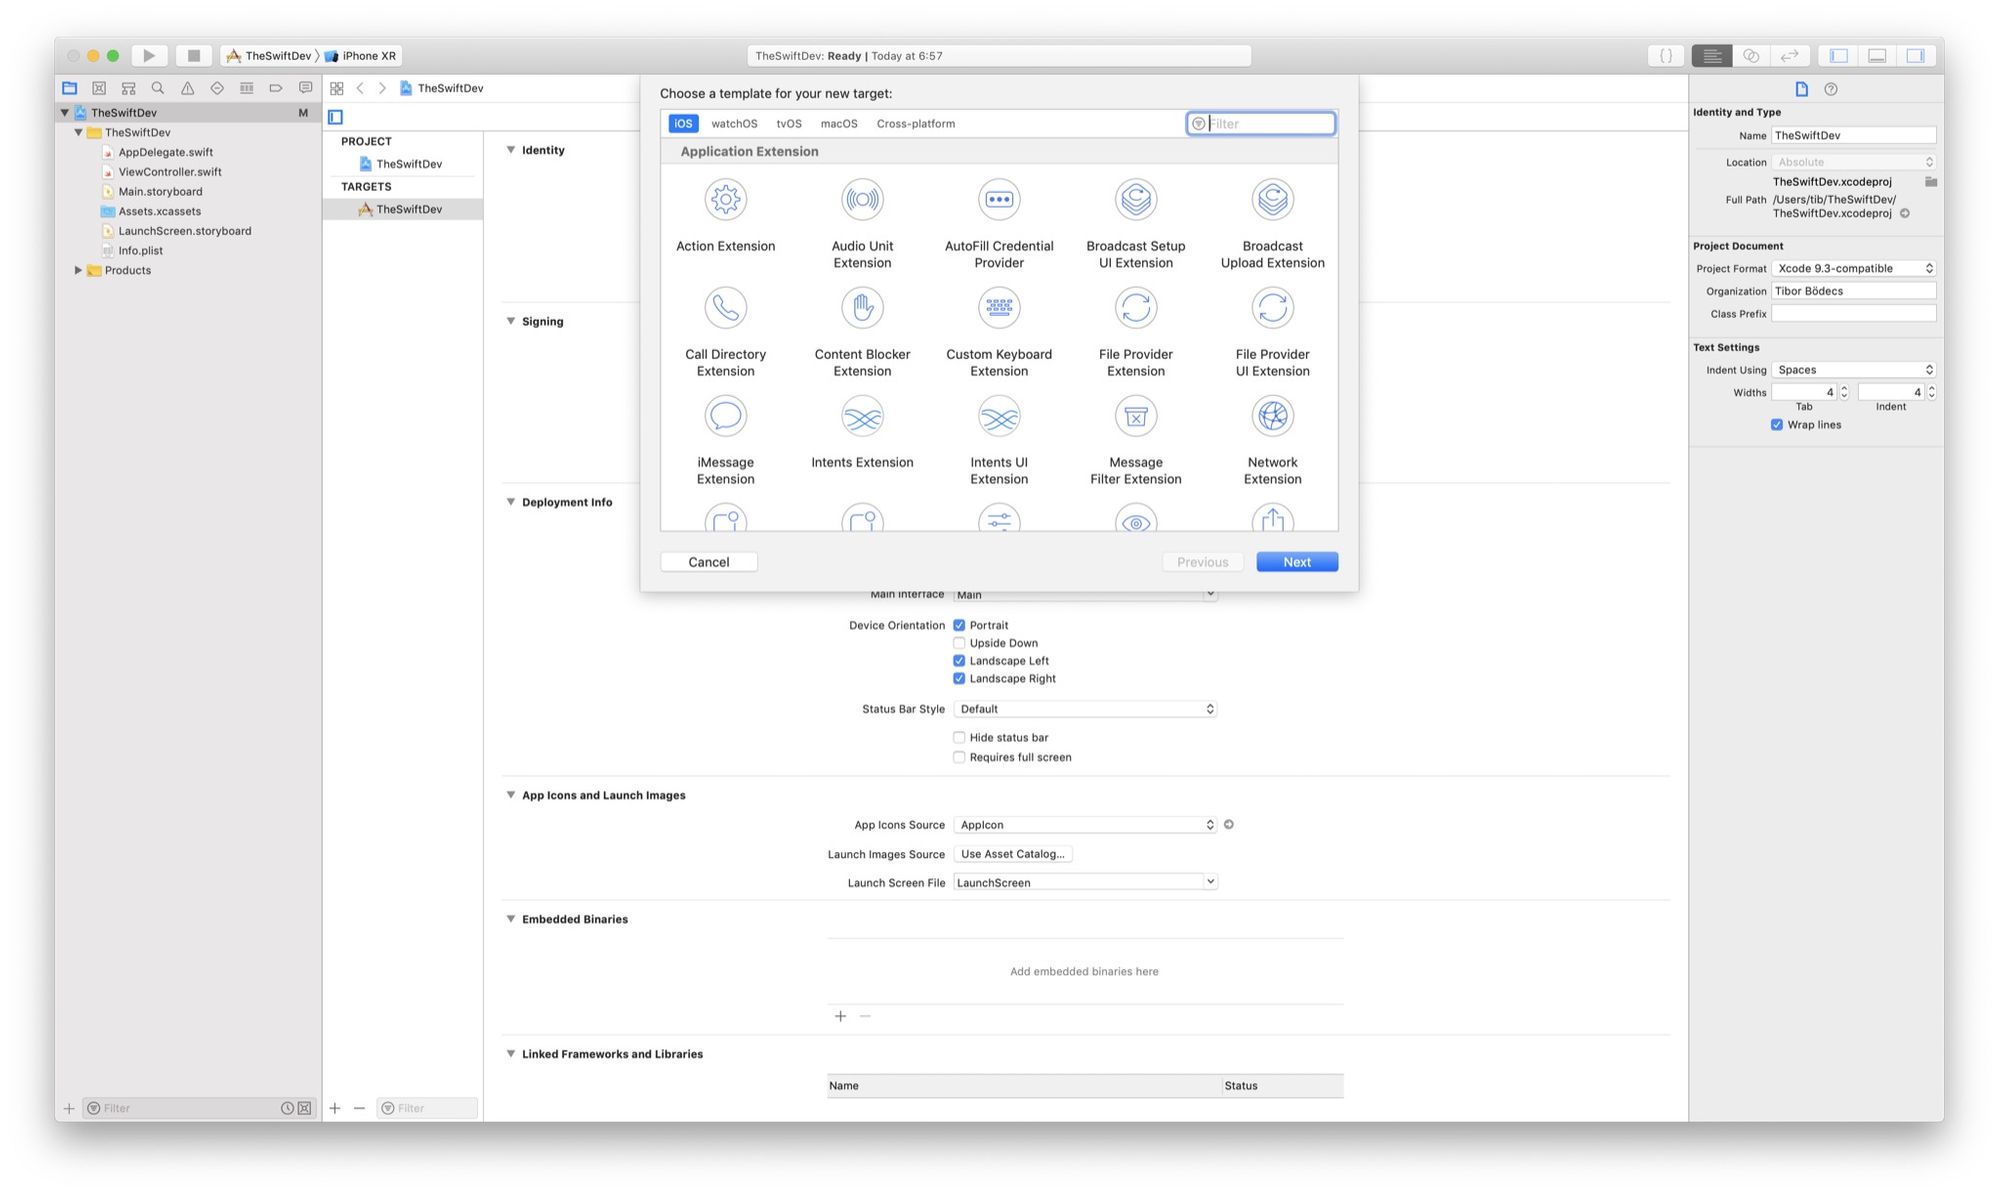 TheSwiftDev 〉 iPhone XR
TheSwiftDev: Ready | Today at 6:57
TheSwiftDev M
TheSwiftDev
AppDelegate.swift
ViewController.swift
Main.storyboard
Assets.xcassets
LaunchScreen.storyboard
Info.plist
Products
Filter
TheSwiftDev
PROJECT
TheSwiftDev
TARGETS
TheSwiftDev
Filter
Choose a template for your new target:
iOS watchOS tvOS macOS Cross-platform Filter
Application Extension
Action Extension
Audio Unit
Extension
AutoFill Credential
Provider
Broadcast Setup
UI Extension
Broadcast
Upload Extension
Call Directory
Extension
Content Blocker
Extension
Custom Keyboard
Extension
File Provider
Extension
File Provider
UI Extension
iMessage
Extension
Intents Extension
Intents UI
Extension
Message
Filter Extension
Network
Extension
Cancel Previous Next
Identity
Signing
Deployment Info
Main Interface Main
Device Orientation Portrait
Upside Down
Landscape Left
Landscape Right
Status Bar Style Default
Hide status bar
Requires full screen
App Icons and Launch Images
App Icons Source AppIcon
Launch Images Source Use Asset Catalog...
Launch Screen File LaunchScreen
Embedded Binaries
Add embedded binaries here
Linked Frameworks and Libraries
Name Status
Identity and Type
Name TheSwiftDev
Location Absolute
TheSwiftDev.xcodeproj
Full Path /Users/tib/TheSwiftDev/
TheSwiftDev.xcodeproj
Project Document
Project Format Xcode 9.3-compatible
Organization Tibor Bödecs
Class Prefix
Text Settings
Indent Using Spaces
Widths 4 4
Tab Indent
Wrap lines